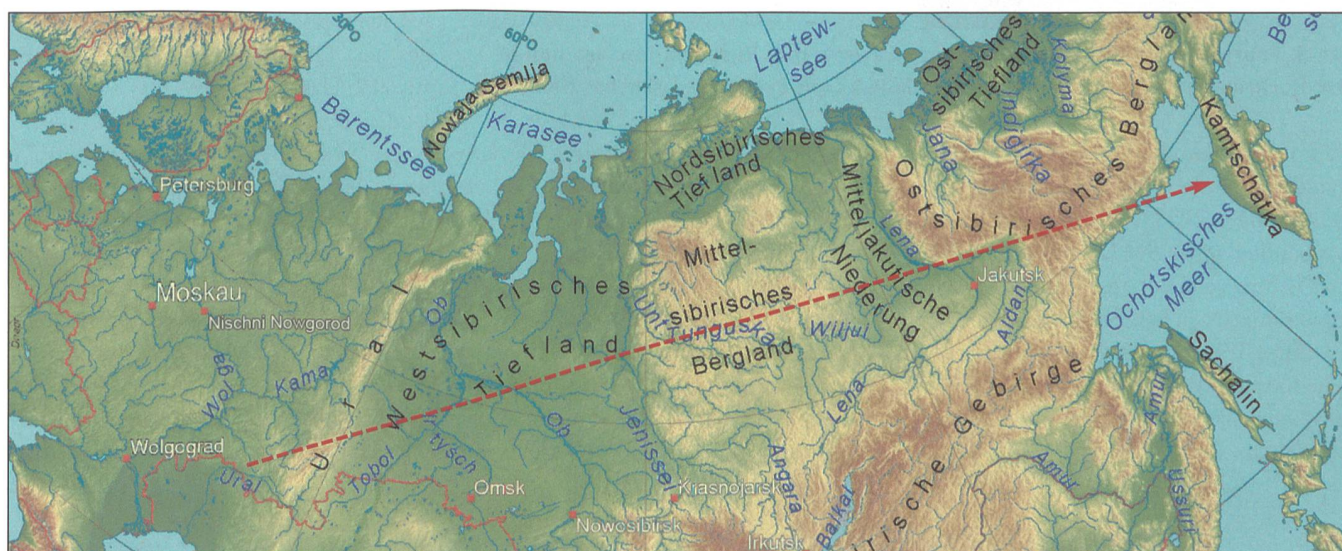 30°O
60°O
Barentssee
Nowaja Semlja
Karasee
Laptew-
see
Ost-
sibirisches
Tiefland
Kolyma
Indigirka
Jana
Ostsibirisches Bergland
Kamtschatka
Nordsibirisches
Tiefland
Petersburg
Moskau
Nischni Nowgorod
Wolga
Kama
Ural
Ob
Westsibirisches
Tiefland
Mittel-
sibirisches
Bergland
Unt.
Tunguska
Wiljui
Mitteljakutische
Niederung
Lena
Jakutsk
Aldan
Ochotskisches
Meer
Sachalin
Wolgograd
Ural
Tobol
Irtysch
Omsk
Ob
Nowosibirsk
Jenissei
Krasnojarsk
Angara
Irkutsk
Baikal
Lena
irische Gebirge
Amur
Amur
Ussuri